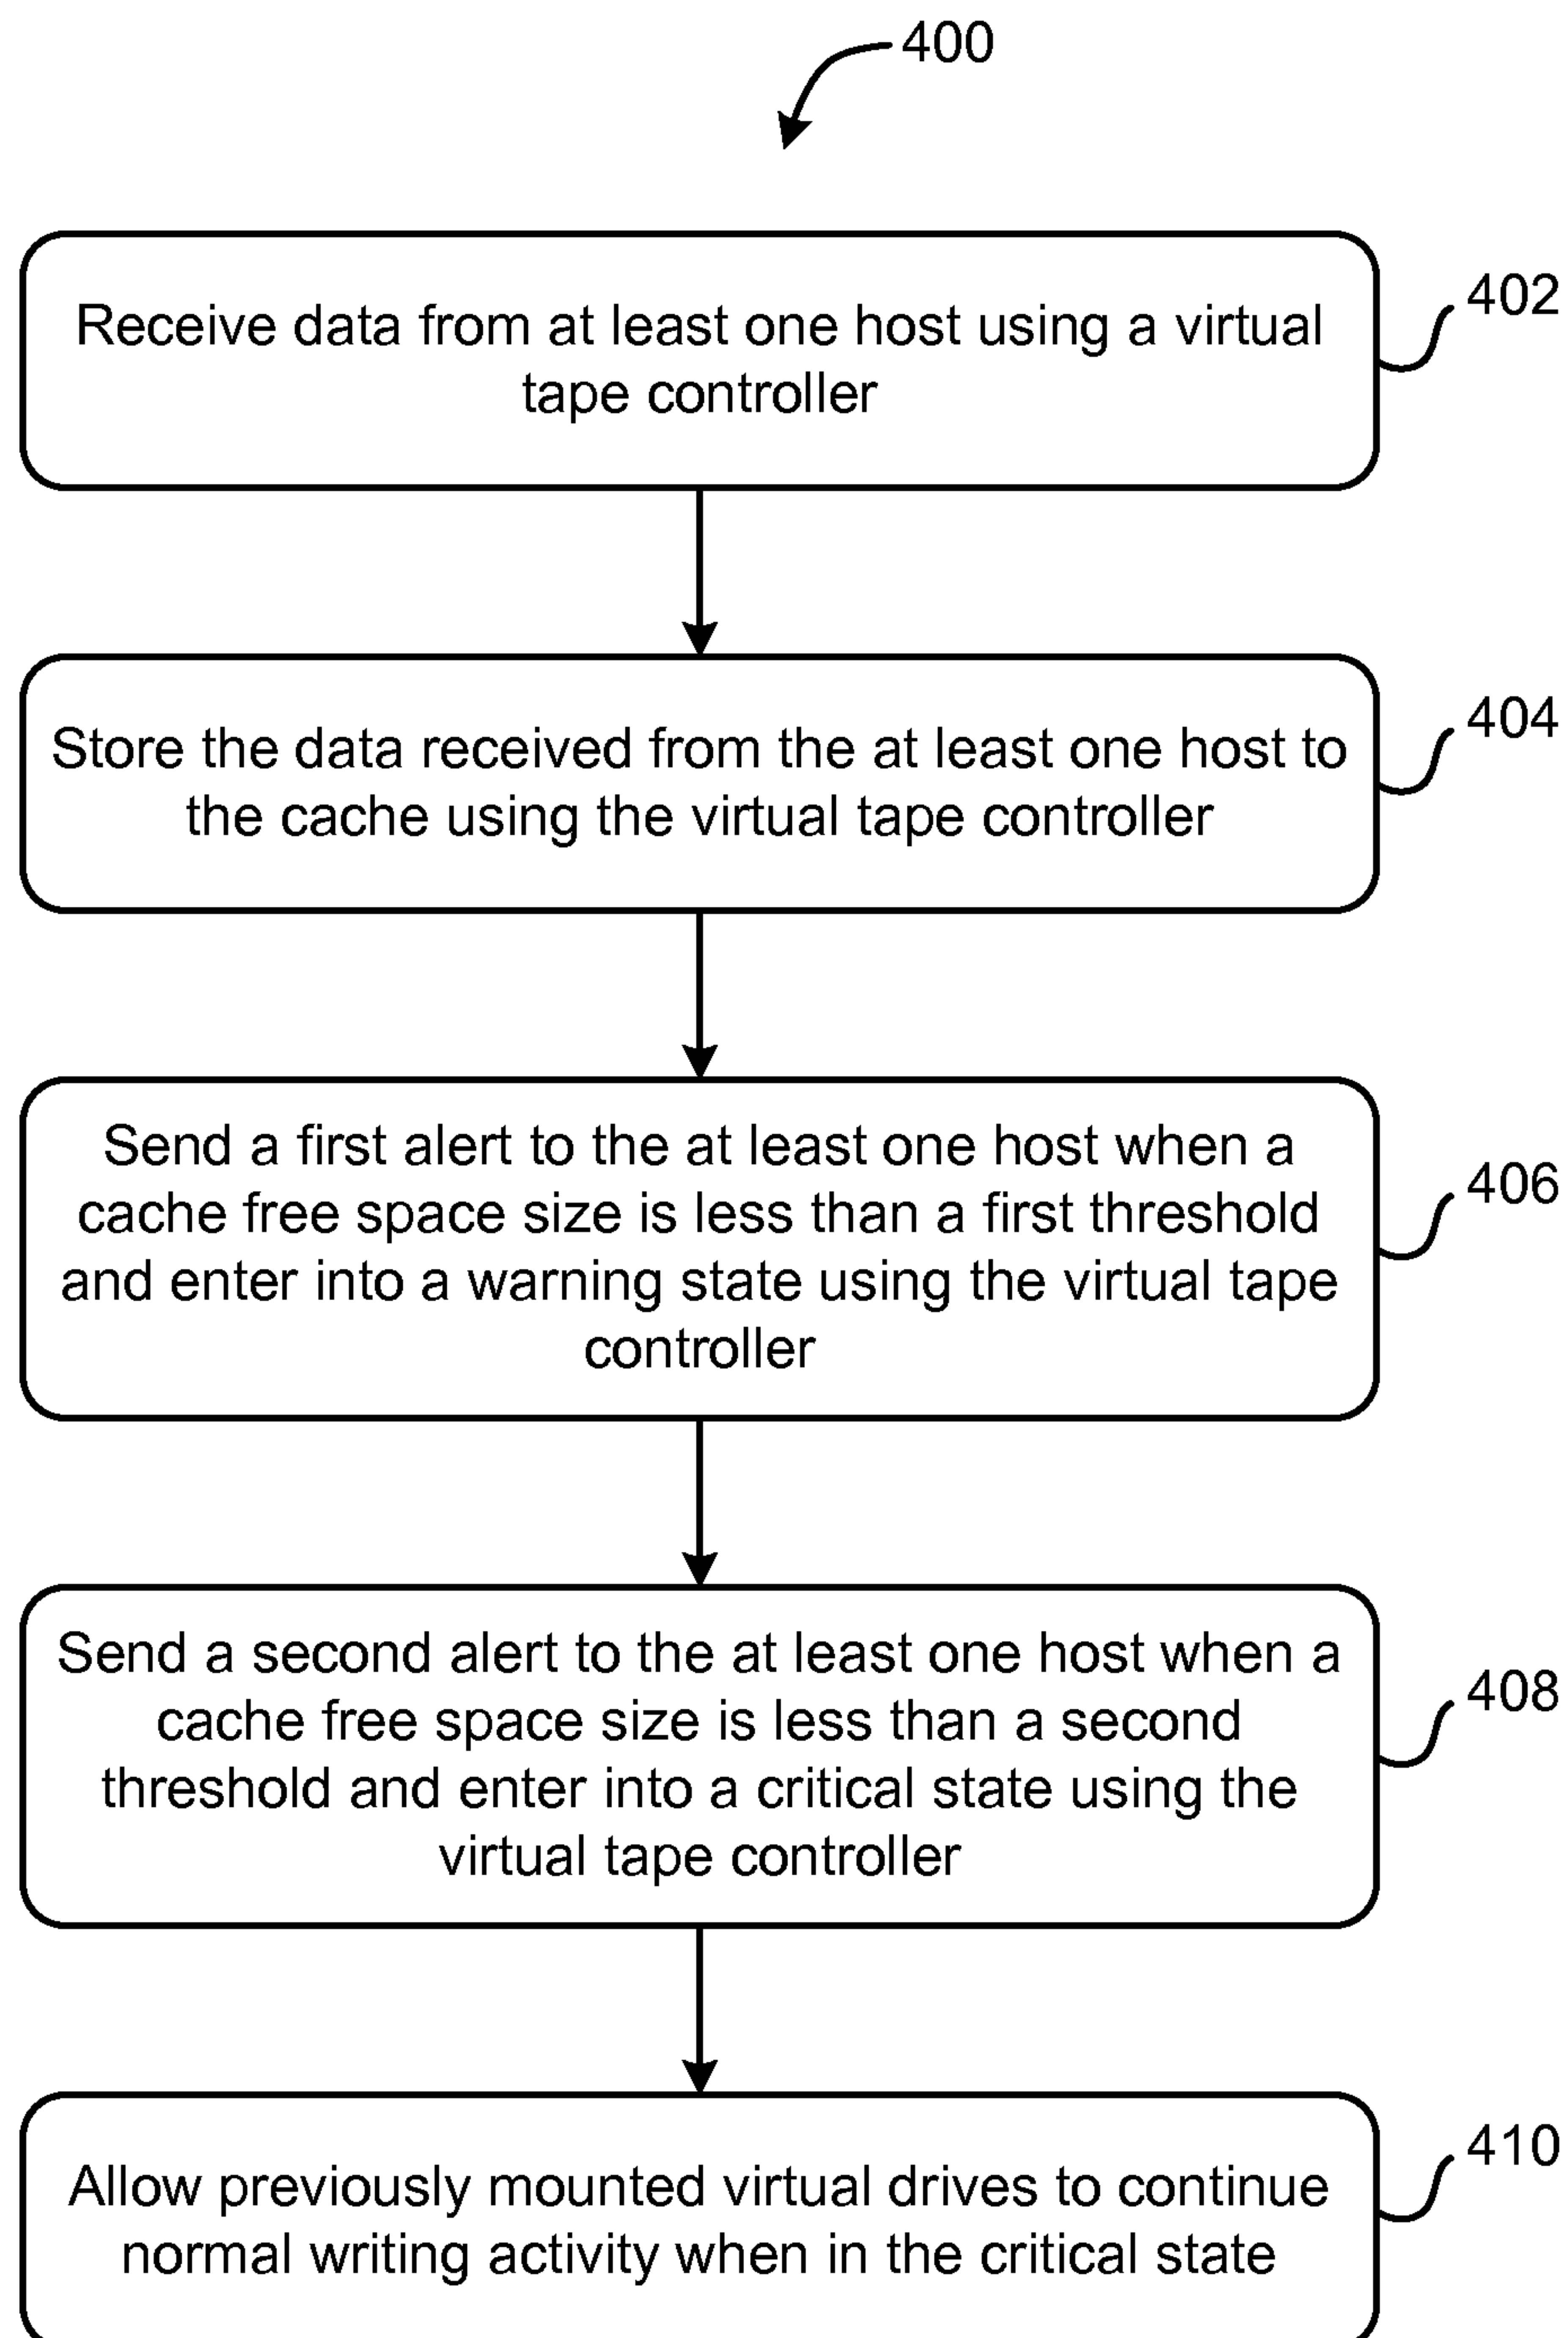 400
Receive data from at least one host using a virtual
tape controller
402
Store the data received from the at least one host to
the cache using the virtual tape controller
404
Send a first alert to the at least one host when a
cache free space size is less than a first threshold
and enter into a warning state using the virtual tape
controller
406
Send a second alert to the at least one host when a
cache free space size is less than a second
threshold and enter into a critical state using the
virtual tape controller
408
Allow previously mounted virtual drives to continue
normal writing activity when in the critical state
410